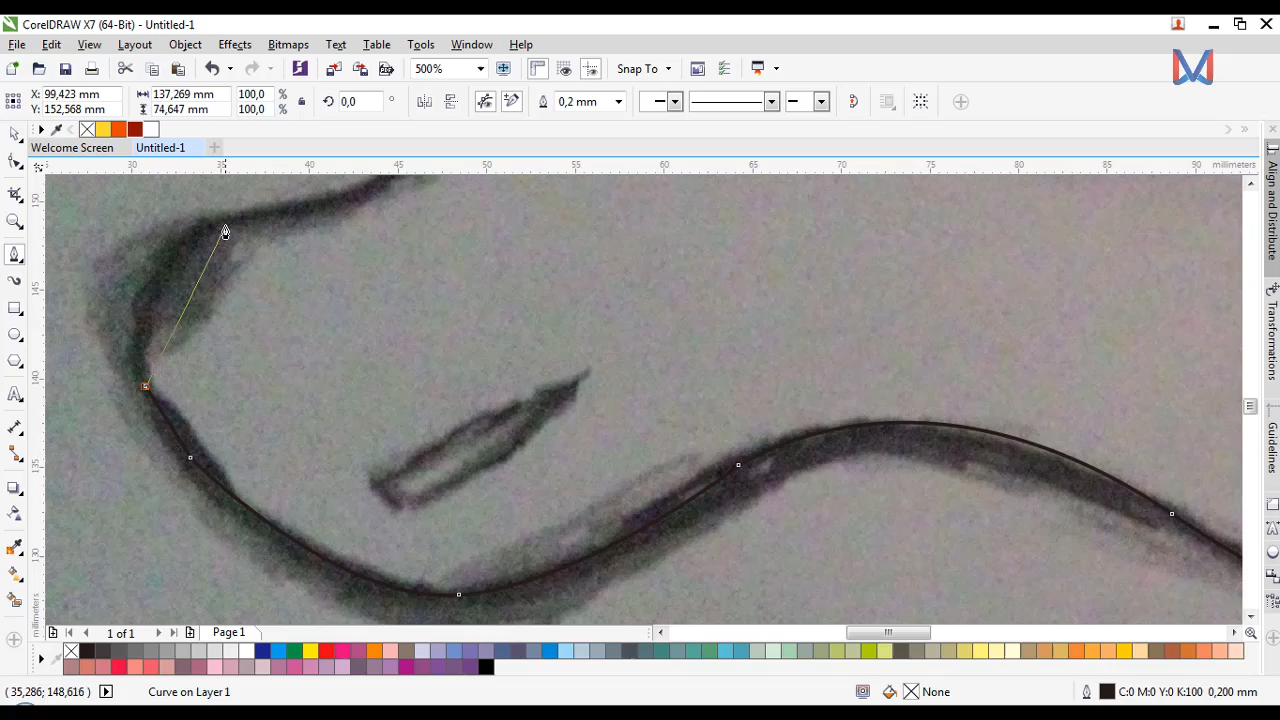 CorelDRAW X7 (64-Bit) - Untitled-1
File Edit View Layout Object Effects Bitmaps Text Table Tools Window Help
500% Snap To
X: 99,423 mm 137,269 mm 100,0 % 0,0 ° 0,2 mm
Y: 152,568 mm 74,647 mm 100,0 %
Welcome Screen Untitled-1
30 35 40 45 50 55 60 65 70 75 80 85 90 millimeters
150
145
140
135
130
millimeters
Align and Distribute
Transformations
Guidelines
1 of 1 Page 1
(35,286; 148,616) Curve on Layer 1 None C:0 M:0 Y:0 K:100 0,200 mm